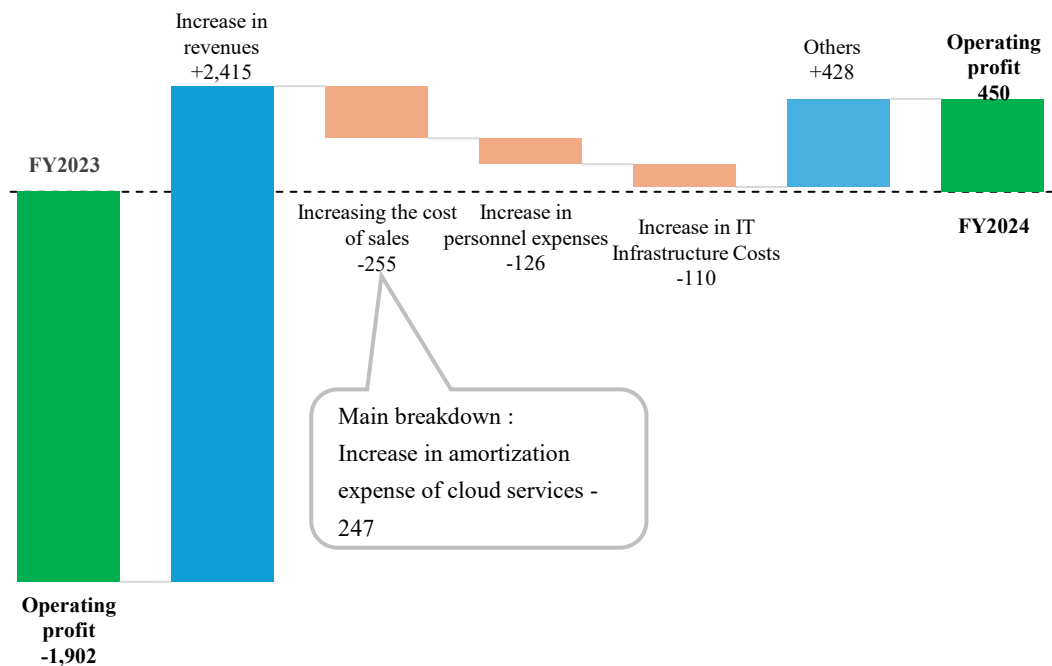 Increase in
revenues
+2,415
Others
+428
Operating
profit
450
FY2023
Increasing the cost
of sales
-255
Increase in
personnel expenses
-126
Increase in IT
Infrastructure Costs
-110
FY2024
Main breakdown :
Increase in amortization
expense of cloud services -
247
Operating
profit
-1,902